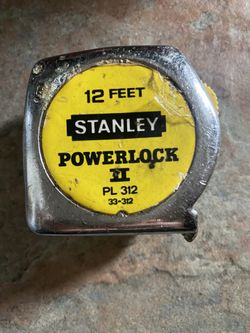 12 FEET
STANLEY
POWERLOCK
II
PL 312
33-312